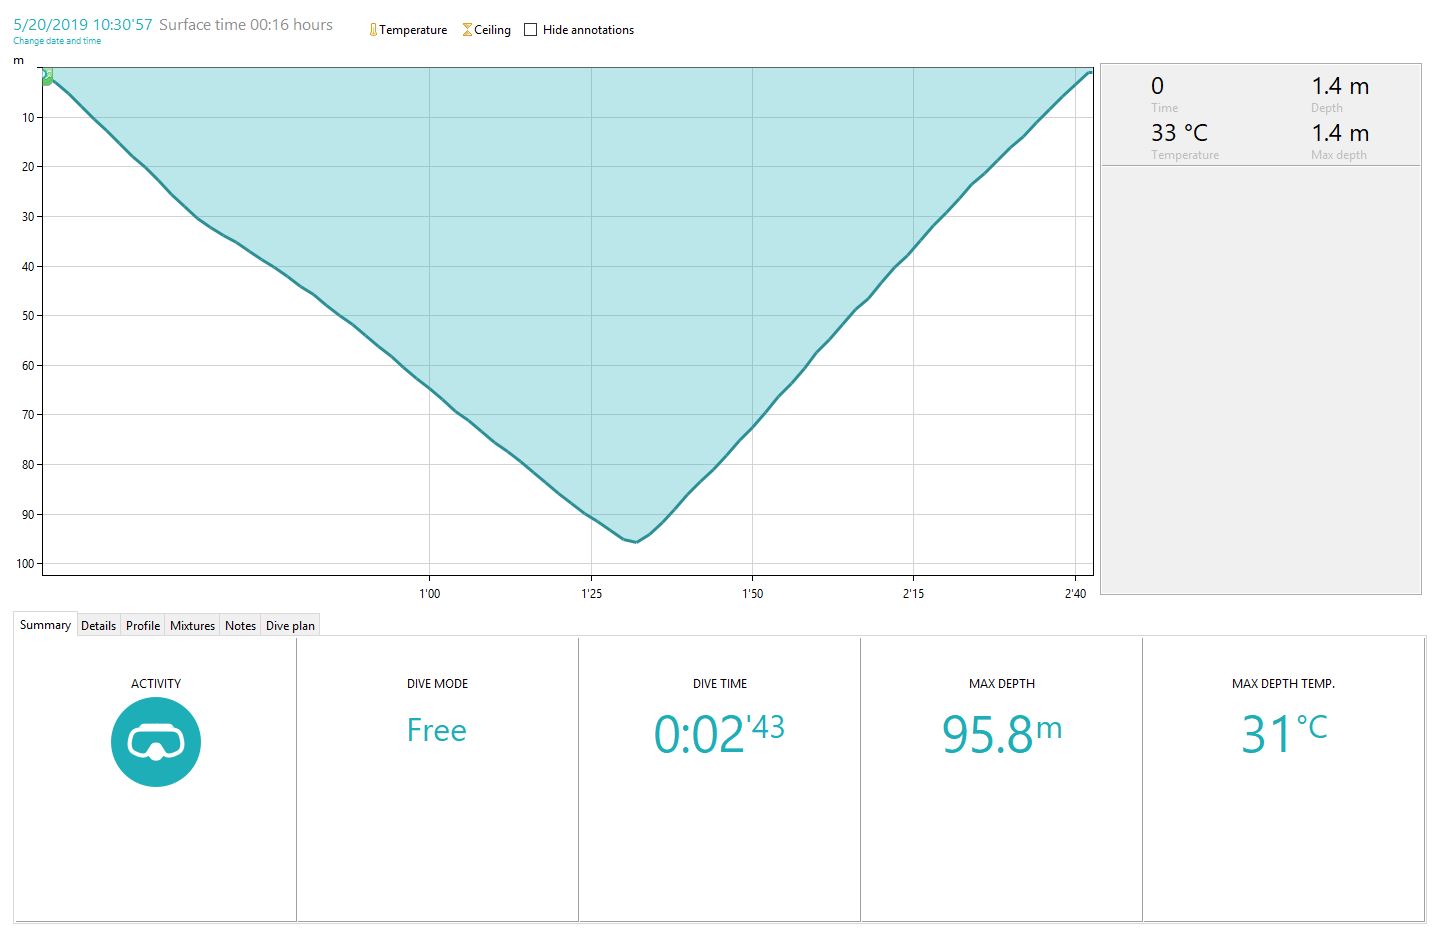 5/20/2019 10:30'57 Surface time 00:16 hours
Change date and time
Temperature Ceiling Hide annotations
m
10
20
30
40
50
60
70
80
90
100
1'00 1'25 1'50 2'15 2'40
0 1.4 m
Time Depth
33 °C 1.4 m
Temperature Max depth
Summary Details Profile Mixtures Notes Dive plan
ACTIVITY DIVE MODE DIVE TIME MAX DEPTH MAX DEPTH TEMP.
Free 0:02'43 95.8 m 31 °C